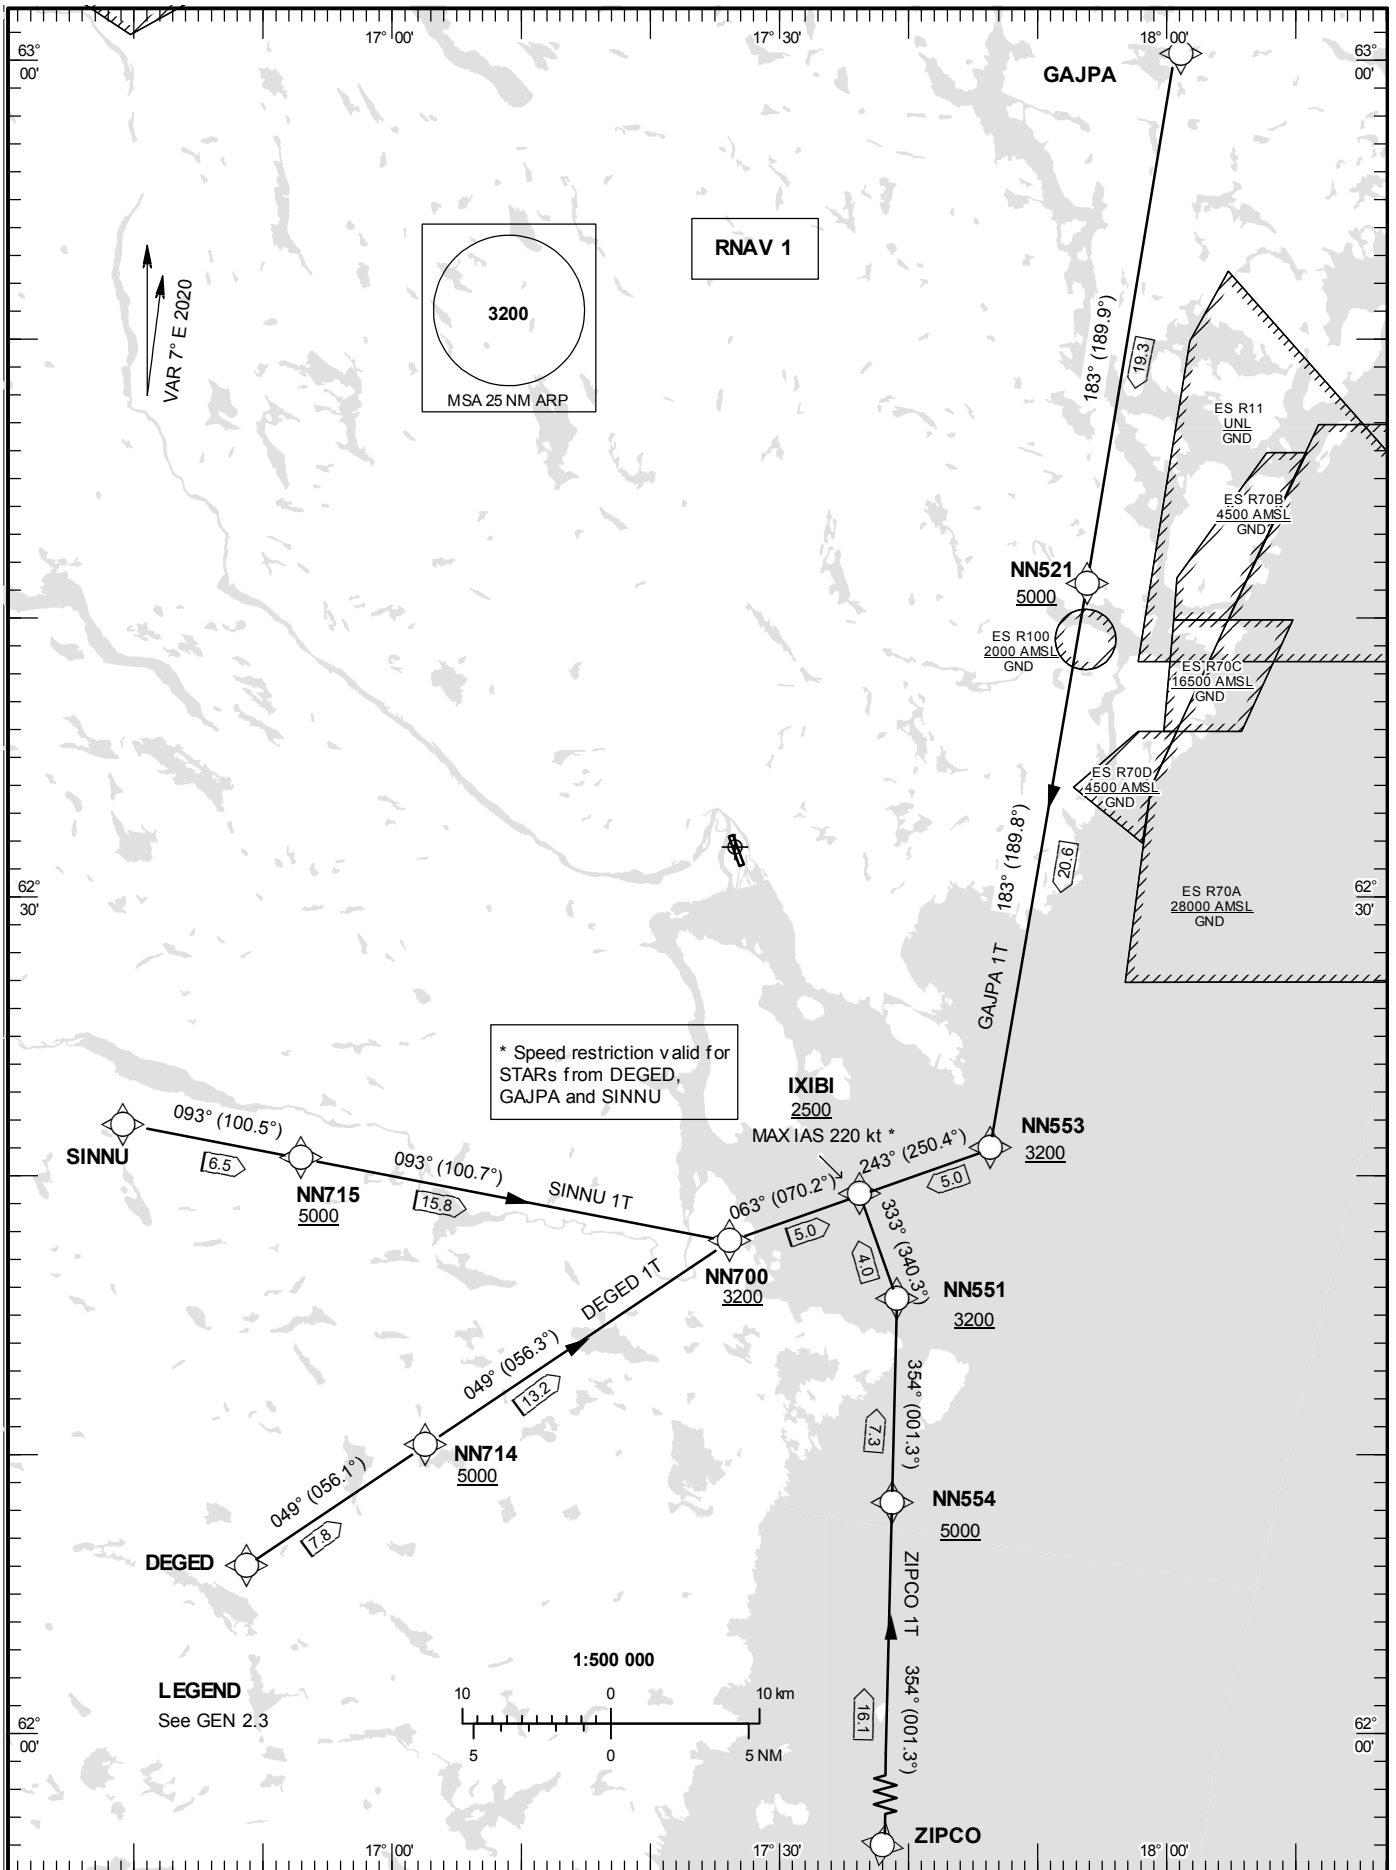 17° 00'
17° 30'
18° 00'
63°
00'
63°
00'
GAJPA
VAR 7° E 2020
3200
MSA 25 NM ARP
RNAV 1
183° (189.9°)
19.3
ES R11
UNL
GND
ES R70B
4500 AMSL
GND
NN521
5000
ES R100
2000 AMSL
GND
ES R70C
16500 AMSL
GND
ES R70D
4500 AMSL
GND
183° (189.8°)
20.6
62°
30'
ES R70A
28000 AMSL
GND
62°
30'
GAJPA 1T
* Speed restriction valid for
STARs from DEGED,
GAJPA and SINNU
IXIBI
2500
MAX IAS 220 kt *
NN553
3200
243° (250.4°)
5.0
093° (100.5°)
SINNU
6.5
093° (100.7°)
NN715
5000
15.8
SINNU 1T
063° (070.2°)
5.0
333° (340.3°)
4.0
NN700
3200
NN551
3200
DEGED 1T
049° (056.3°)
13.2
354° (001.3°)
7.3
NN714
5000
049° (056.1°)
7.8
NN554
5000
DEGED
ZIPCO 1T
354° (001.3°)
16.1
1:500 000
LEGEND
See GEN 2.3
10 0 10 km
5 0 5 NM
62°
00'
62°
00'
ZIPCO
17° 00'
17° 30'
18° 00'